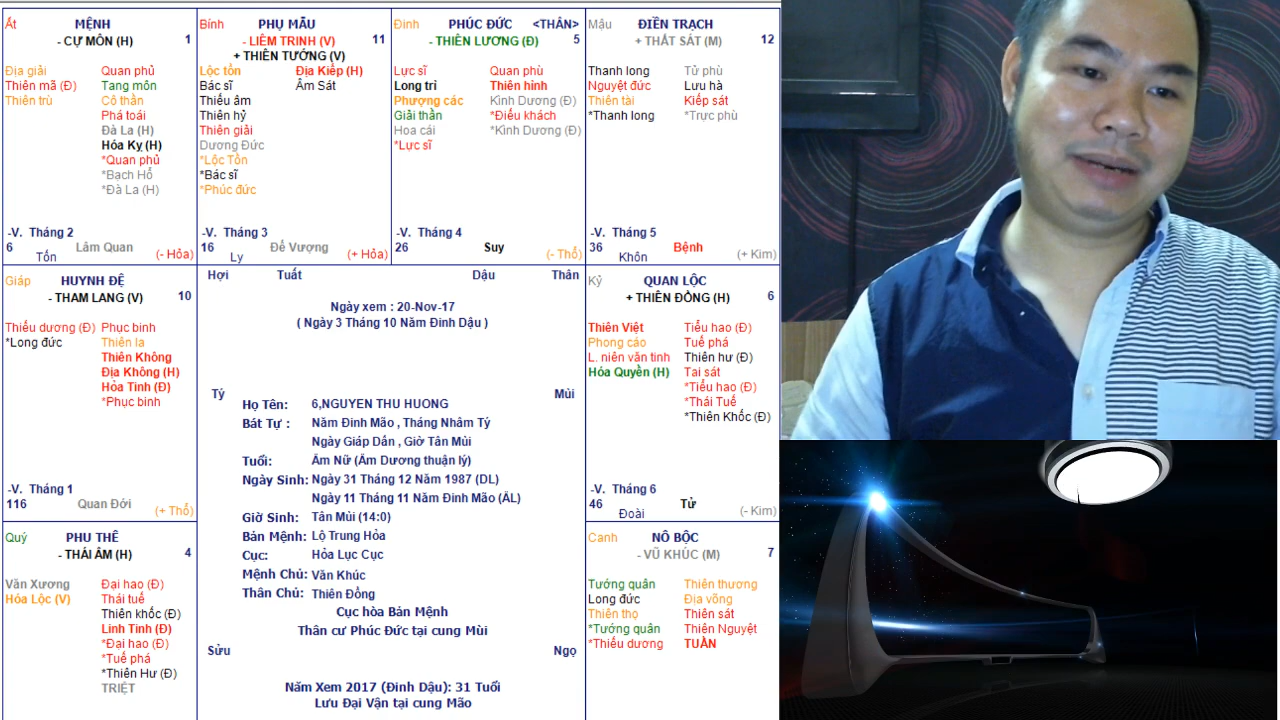 Ất MỆNH
- CỰ MÔN (H) 1
Địa giải Quan phủ
Thiên mã (Đ) Tang môn
Thiên trù Cô thần
Phá toái
Đà La (H)
Hóa Kỵ (H)
*Quan phủ
*Bạch Hổ
*Đà La (H)
-V. Tháng 2
6 Tốn Lâm Quan (- Hỏa)
Bính PHỤ MẪU
- LIÊM TRINH (V) 11
+ THIÊN TƯỚNG (V)
Lộc tồn Địa Kiếp (H)
Bác sĩ Âm Sát
Thiếu âm
Thiên hỷ
Thiên giải
Dương Đức
*Lộc Tồn
*Bác sĩ
*Phúc đức
-V. Tháng 3
16 Ly Đế Vượng (+ Hỏa)
Đinh PHÚC ĐỨC <THÂN>
- THIÊN LƯƠNG (Đ) 5
Lực sĩ Quan phù
Long trì Thiên hình
Phượng các Kình Dương (Đ)
Giải thần *Điếu khách
Hoa cái *Kình Dương (Đ)
*Lực sĩ
-V. Tháng 4
26 Suy (- Thổ)
Mậu ĐIỀN TRẠCH
+ THẤT SÁT (M) 12
Thanh long Tử phù
Nguyệt đức Lưu hà
Thiên tài Kiếp sát
*Thanh long *Trực phù
-V. Tháng 5
36 Khôn Bệnh (+ Kim)
Giáp HUYNH ĐỆ
- THAM LANG (V) 10
Thiếu dương (Đ) Phục binh
*Long đức Thiên la
Thiên Không
Địa Không (H)
Hỏa Tinh (Đ)
*Phục binh
-V. Tháng 1
116 Quan Đới (+ Thổ)
Hợi Tuất Dậu Thân
Ngày xem : 20-Nov-17
( Ngày 3 Tháng 10 Năm Đinh Dậu )
Tý Mùi
Họ Tên: 6,NGUYEN THU HUONG
Bát Tự : Năm Đinh Mão , Tháng Nhâm Tý
Ngày Giáp Dần , Giờ Tân Mùi
Tuổi: Âm Nữ (Âm Dương thuận lý)
Ngày Sinh: Ngày 31 Tháng 12 Năm 1987 (DL)
Ngày 11 Tháng 11 Năm Đinh Mão (ÂL)
Giờ Sinh: Tân Mùi (14:0)
Bản Mệnh: Lộ Trung Hỏa
Cục: Hỏa Lục Cục
Mệnh Chủ: Văn Khúc
Thân Chủ: Thiên Đồng
Cục hòa Bản Mệnh
Thân cư Phúc Đức tại cung Mùi
Sửu Ngọ
Năm Xem 2017 (Đinh Dậu): 31 Tuổi
Lưu Đại Vận tại cung Mão
Kỷ QUAN LỘC
+ THIÊN ĐỒNG (H) 6
Thiên Việt Tiểu hao (Đ)
Phong cáo Tuế phá
L. niên văn tinh Thiên hư (Đ)
Hóa Quyền (H) Tai sát
*Tiểu hao (Đ)
*Thái Tuế
*Thiên Khốc (Đ)
-V. Tháng 6
46 Đoài Tử (- Kim)
Quý PHU THÊ
- THÁI ÂM (H) 4
Văn Xương Đại hao (Đ)
Hóa Lộc (V) Thái tuế
Thiên khốc (Đ)
Linh Tinh (Đ)
*Đại hao (Đ)
*Tuế phá
*Thiên Hư (Đ)
TRIỆT
Canh NÔ BỘC
- VŨ KHÚC (M) 7
Tướng quân Thiên thương
Long đức Địa võng
Thiên thọ Thiên sát
*Tướng quân Thiên Nguyệt
*Thiếu dương TUẦN